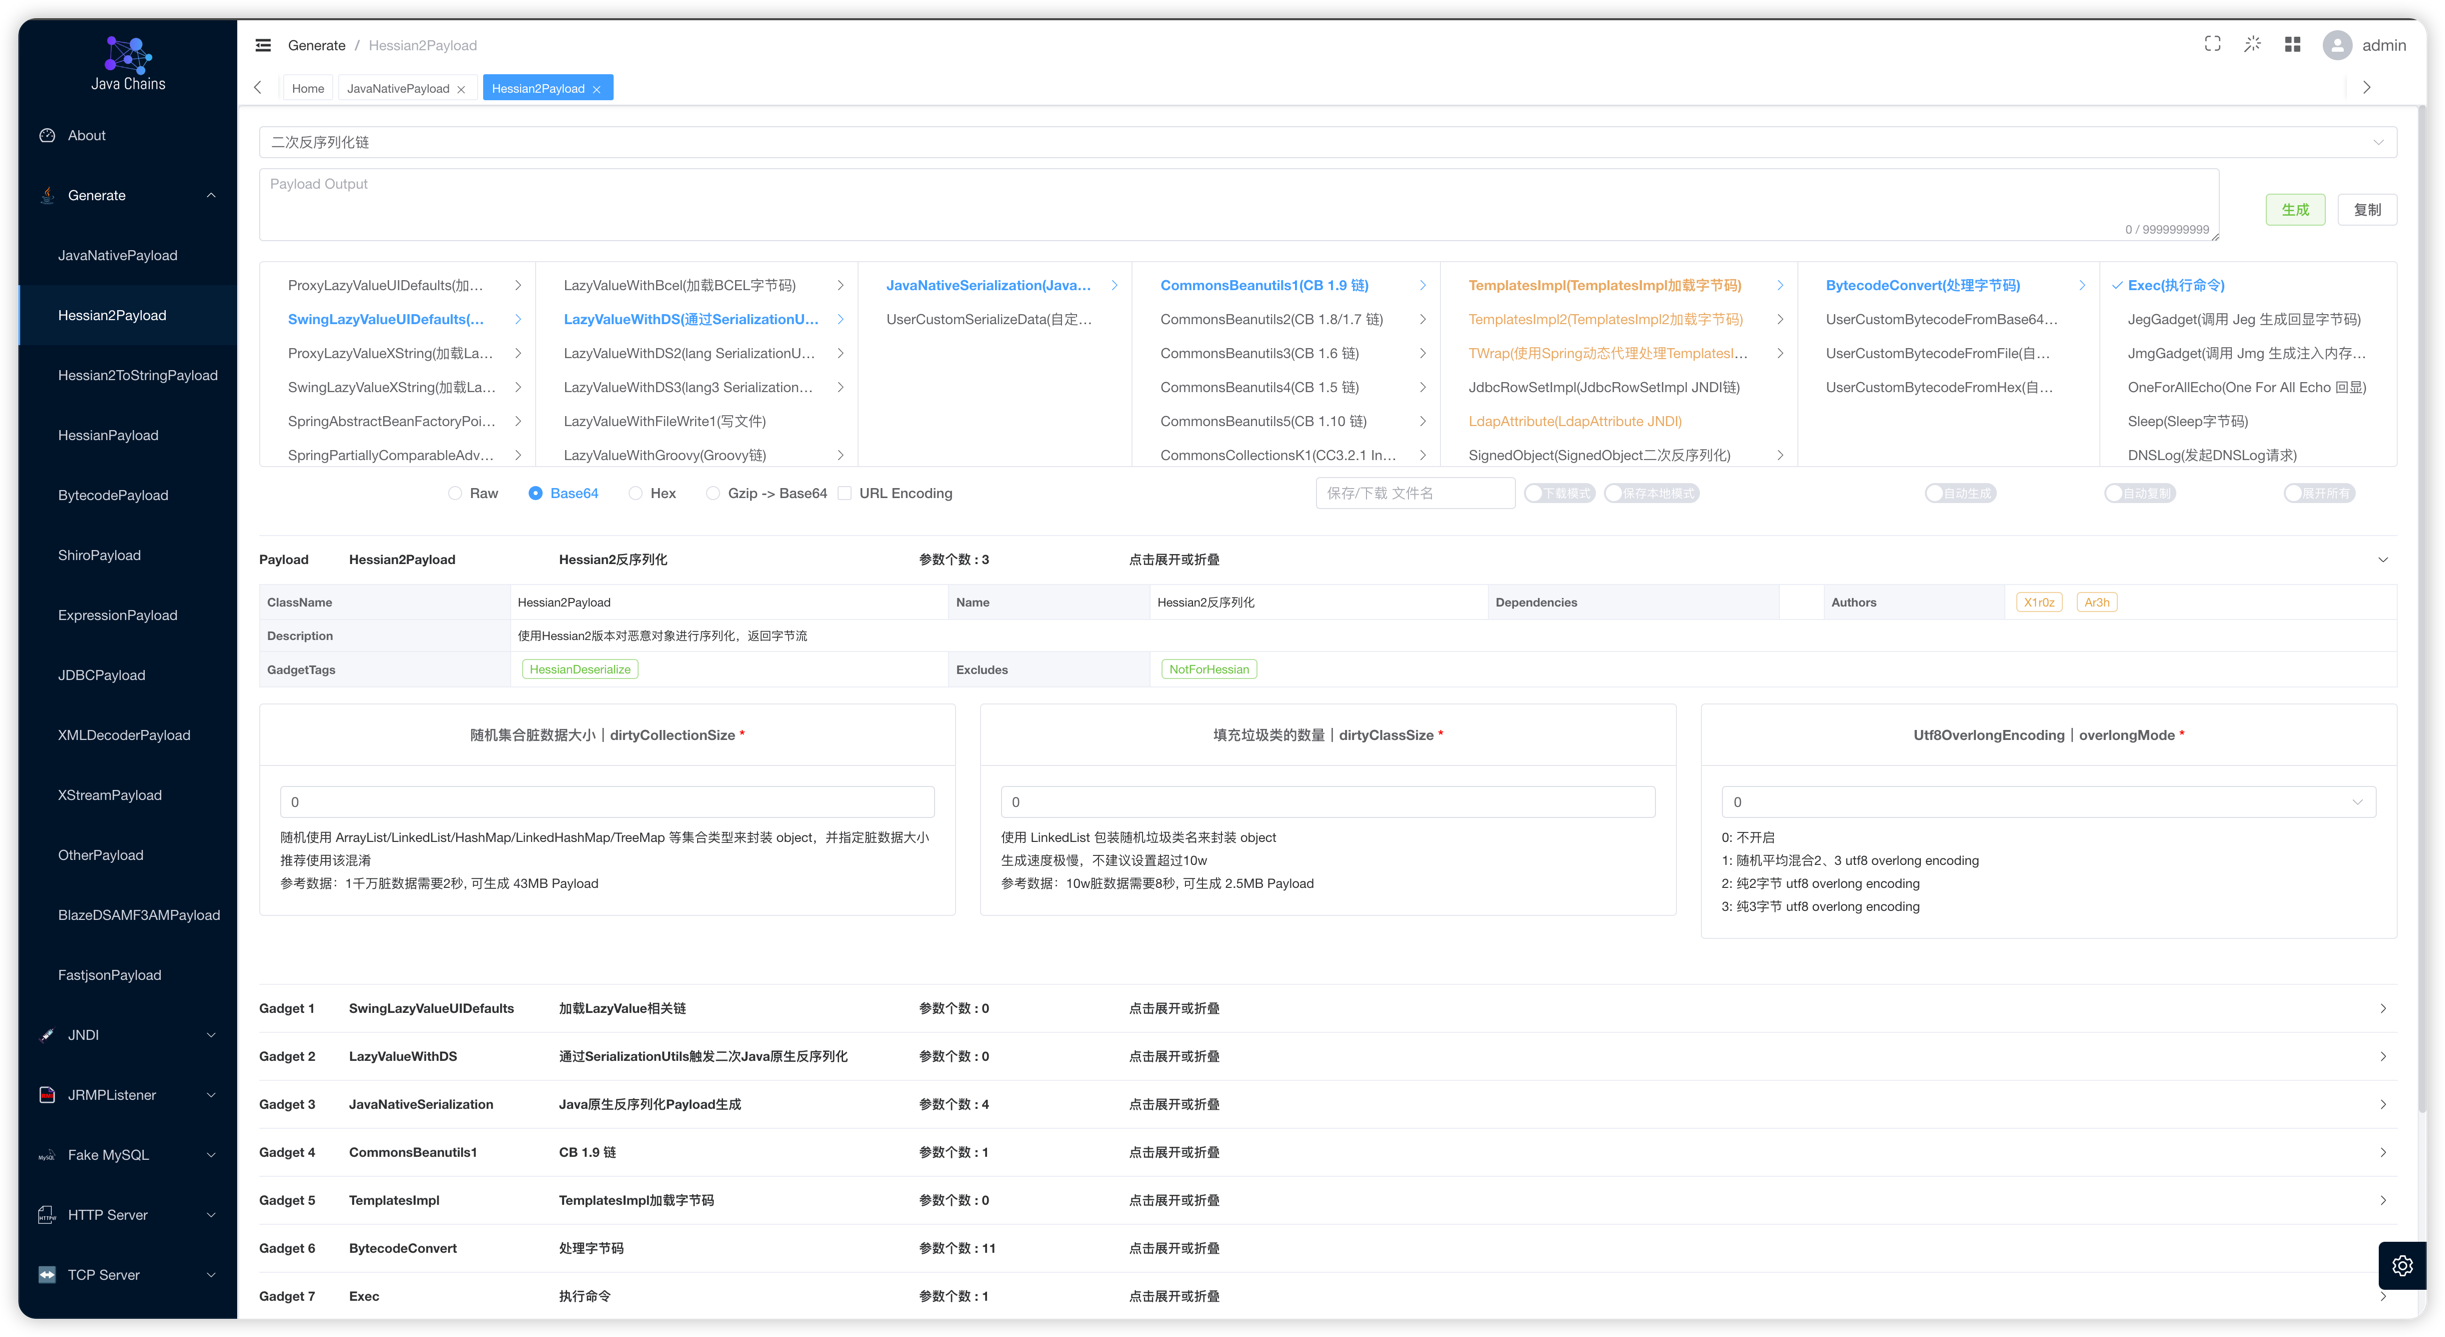 Java Chains
About
Generate
JavaNativePayload
Hessian2Payload
Hessian2ToStringPayload
HessianPayload
BytecodePayload
ShiroPayload
ExpressionPayload
JDBCPayload
XMLDecoderPayload
XStreamPayload
OtherPayload
BlazeDSAMF3AMPayload
FastjsonPayload
JNDI
JRMPListener
Fake MySQL
HTTP Server
TCP Server
Generate / Hessian2Payload
admin
Home
JavaNativePayload
Hessian2Payload
二次反序列化链
Payload Output
0 / 9999999999
生成
复制
ProxyLazyValueUIDefaults(加...
SwingLazyValueUIDefaults(...
ProxyLazyValueXString(加载La...
SwingLazyValueXString(加载La...
SpringAbstractBeanFactoryPoi...
SpringPartiallyComparableAdv...
LazyValueWithBcel(加载BCEL字节码)
LazyValueWithDS(通过SerializationU...
LazyValueWithDS2(lang SerializationU...
LazyValueWithDS3(lang3 Serialization...
LazyValueWithFileWrite1(写文件)
LazyValueWithGroovy(Groovy链)
JavaNativeSerialization(Java...
UserCustomSerializeData(自定...
CommonsBeanutils1(CB 1.9 链)
CommonsBeanutils2(CB 1.8/1.7 链)
CommonsBeanutils3(CB 1.6 链)
CommonsBeanutils4(CB 1.5 链)
CommonsBeanutils5(CB 1.10 链)
CommonsCollectionsK1(CC3.2.1 In...
TemplatesImpl(TemplatesImpl加载字节码)
TemplatesImpl2(TemplatesImpl2加载字节码)
TWrap(使用Spring动态代理处理TemplatesI...
JdbcRowSetImpl(JdbcRowSetImpl JNDI链)
LdapAttribute(LdapAttribute JNDI)
SignedObject(SignedObject二次反序列化)
BytecodeConvert(处理字节码)
UserCustomBytecodeFromBase64...
UserCustomBytecodeFromFile(自...
UserCustomBytecodeFromHex(自...
Exec(执行命令)
JegGadget(调用 Jeg 生成回显字节码)
JmgGadget(调用 Jmg 生成注入内存...
OneForAllEcho(One For All Echo 回显)
Sleep(Sleep字节码)
DNSLog(发起DNSLog请求)
Raw Base64 Hex Gzip -> Base64 URL Encoding
保存/下载 文件名
下载模式
保存本地模式
自动生成
自动复制
展开所有
Payload Hessian2Payload Hessian2反序列化 参数个数 : 3 点击展开或折叠
ClassName Hessian2Payload Name Hessian2反序列化 Dependencies Authors X1r0z Ar3h
Description 使用Hessian2版本对恶意对象进行序列化，返回字节流
GadgetTags HessianDeserialize Excludes NotForHessian
随机集合脏数据大小 | dirtyCollectionSize *
0
随机使用 ArrayList/LinkedList/HashMap/LinkedHashMap/TreeMap 等集合类型来封装 object，并指定脏数据大小
推荐使用该混淆
参考数据：1千万脏数据需要2秒, 可生成 43MB Payload
填充垃圾类的数量 | dirtyClassSize *
0
使用 LinkedList 包装随机垃圾类名来封装 object
生成速度极慢，不建议设置超过10w
参考数据：10w脏数据需要8秒, 可生成 2.5MB Payload
Utf8OverlongEncoding | overlongMode *
0
0: 不开启
1: 随机平均混合2、3 utf8 overlong encoding
2: 纯2字节 utf8 overlong encoding
3: 纯3字节 utf8 overlong encoding
Gadget 1 SwingLazyValueUIDefaults 加载LazyValue相关链 参数个数 : 0 点击展开或折叠
Gadget 2 LazyValueWithDS 通过SerializationUtils触发二次Java原生反序列化 参数个数 : 0 点击展开或折叠
Gadget 3 JavaNativeSerialization Java原生反序列化Payload生成 参数个数 : 4 点击展开或折叠
Gadget 4 CommonsBeanutils1 CB 1.9 链 参数个数 : 1 点击展开或折叠
Gadget 5 TemplatesImpl TemplatesImpl加载字节码 参数个数 : 0 点击展开或折叠
Gadget 6 BytecodeConvert 处理字节码 参数个数 : 11 点击展开或折叠
Gadget 7 Exec 执行命令 参数个数 : 1 点击展开或折叠